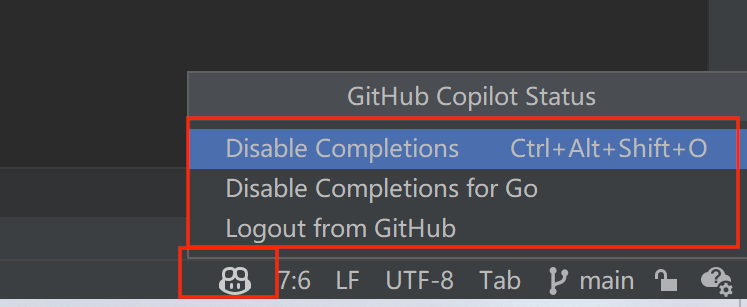 GitHub Copilot Status
Disable Completions Ctrl+Alt+Shift+O
Disable Completions for Go
Logout from GitHub
7:6 LF UTF-8 Tab main